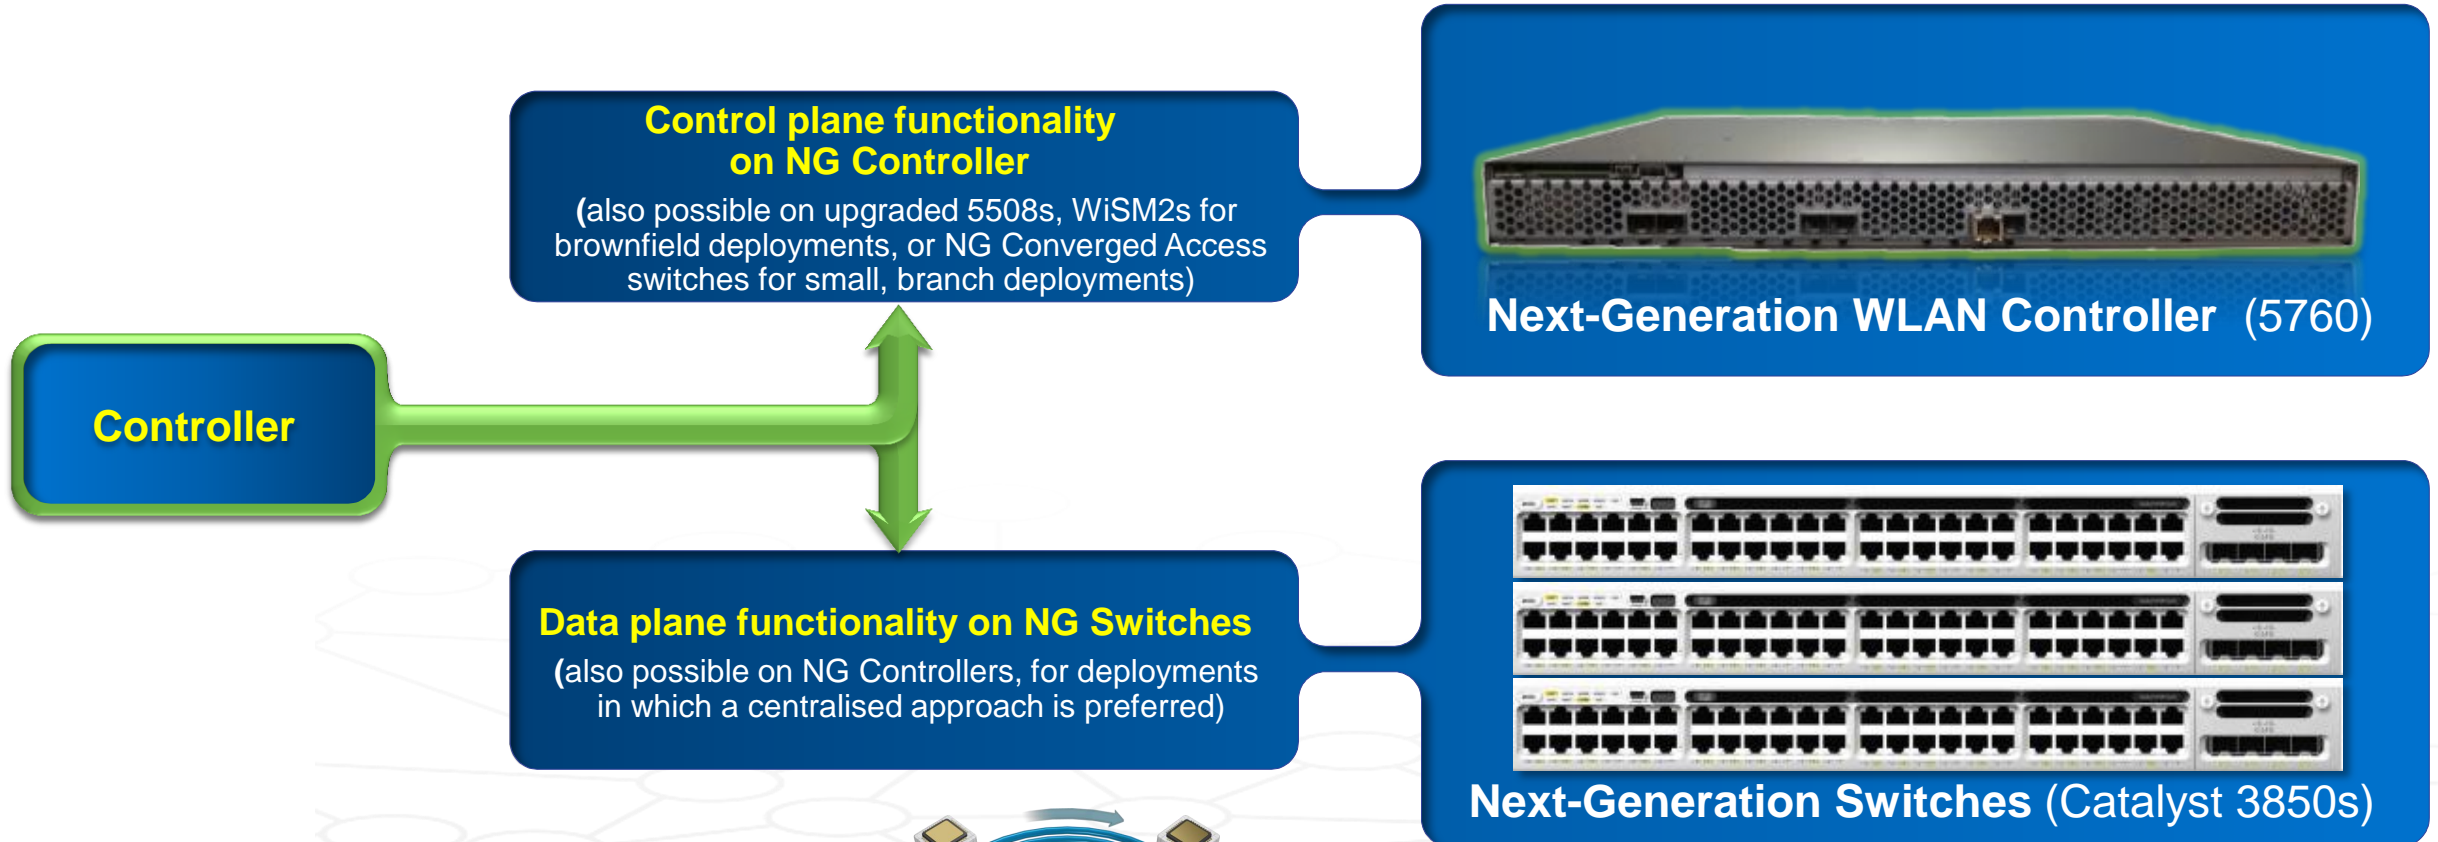 Control plane functionality
on NG Controller
(also possible on upgraded 5508s, WiSM2s for
brownfield deployments, or NG Converged Access
switches for small, branch deployments)
Next-Generation WLAN Controller (5760)
Controller
Data plane functionality on NG Switches
(also possible on NG Controllers, for deployments
in which a centralised approach is preferred)
Next-Generation Switches (Catalyst 3850s)